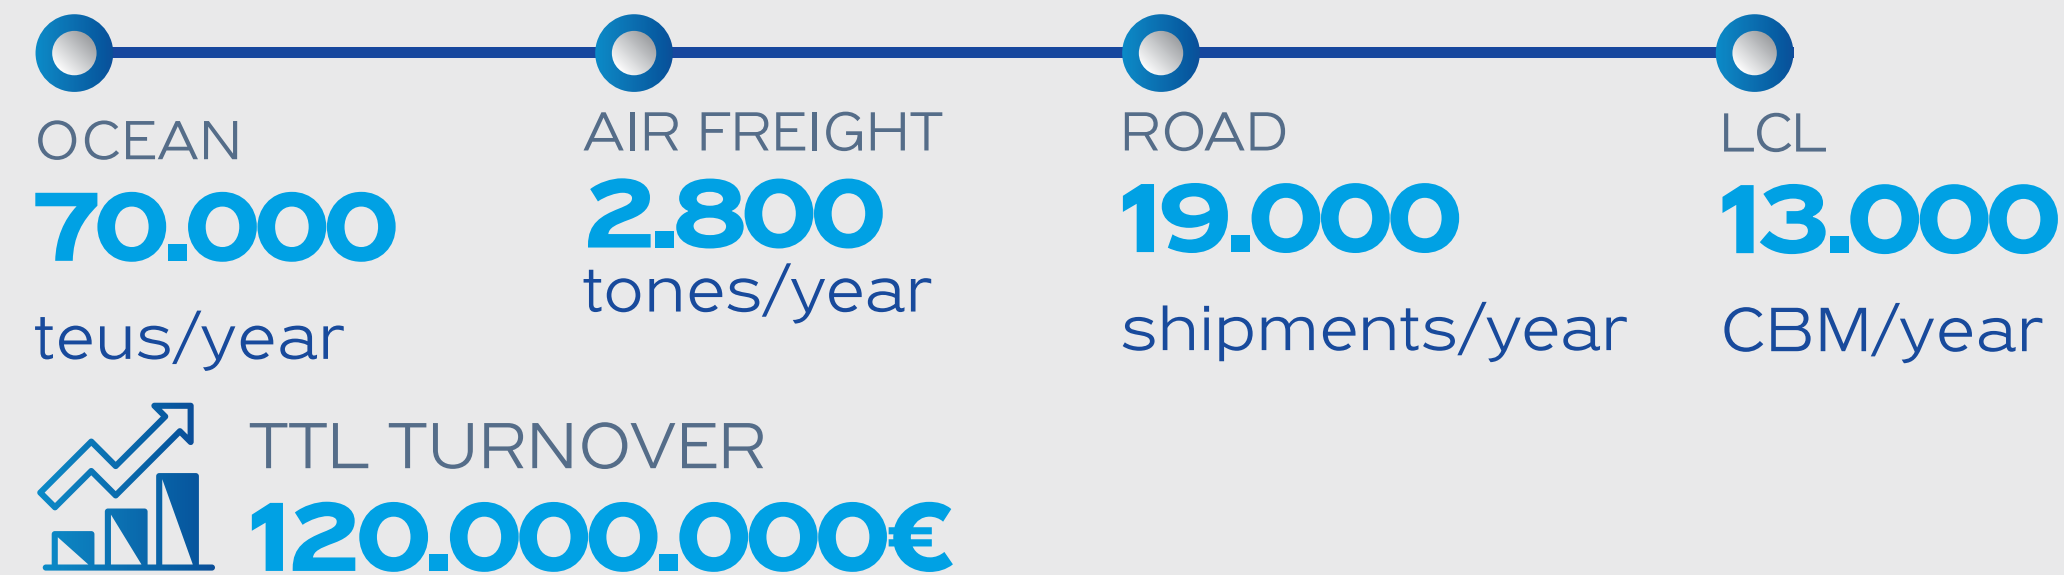 OCEAN
70.000
teus/year
AIR FREIGHT
2.800
tones/year
ROAD
19.000
shipments/year
LCL
13.000
CBM/year
TTL TURNOVER
120.000.000€